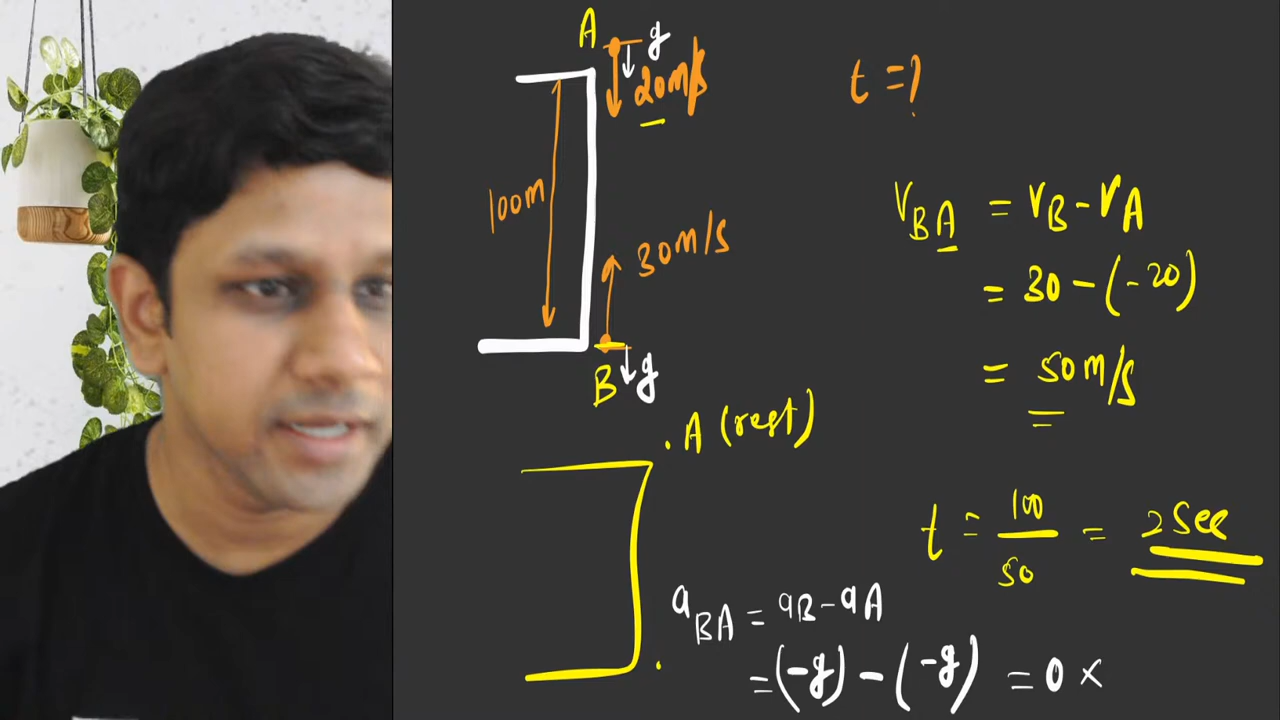 A
g
20m/s
t = ?
100m
V_BA = V_B - V_A
30m/s
= 30 - (-20)
B
g
= 50m/s
. A (rest)
t = 100/50 = 2 Sec
a_BA = a_B - a_A
= (-g) - (-g) = 0 ×